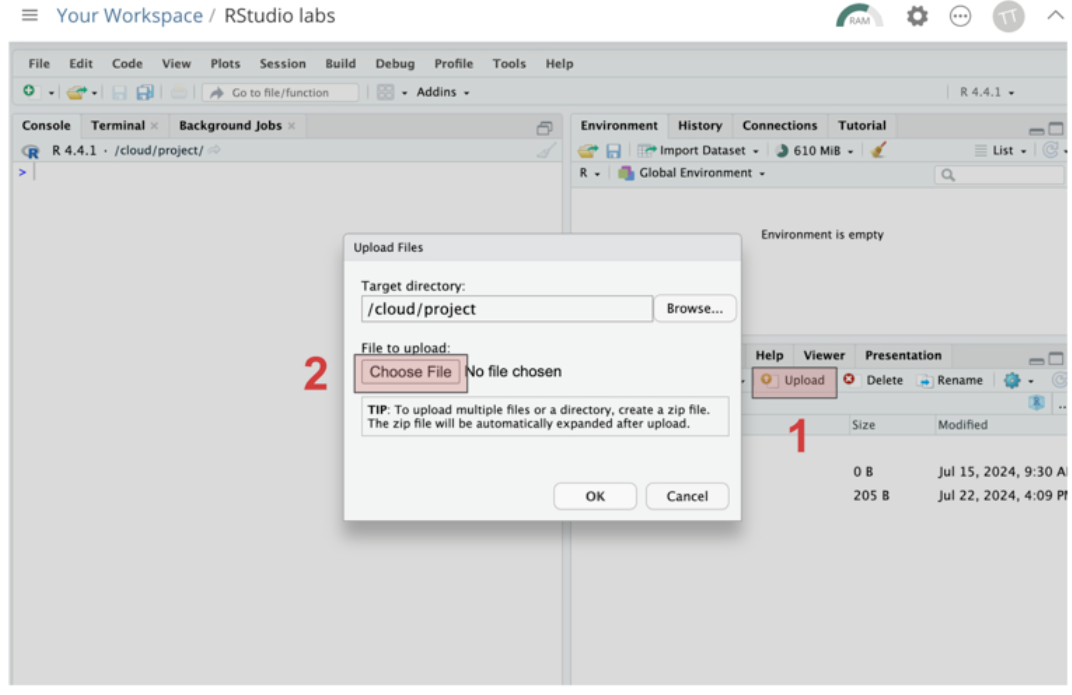 Your Workspace / RStudio labs
RAM
TT
File Edit Code View Plots Session Build Debug Profile Tools Help
Go to file/function
Addins
R 4.4.1
Console Terminal Background Jobs
R 4.4.1 · /cloud/project/
>
Environment History Connections Tutorial
Import Dataset 610 MiB List
R Global Environment
Environment is empty
Upload Files
Target directory:
/cloud/project
Browse...
File to upload:
2
Choose File No file chosen
TIP: To upload multiple files or a directory, create a zip file.
The zip file will be automatically expanded after upload.
OK Cancel
Help Viewer Presentation
Upload Delete Rename
1
Size Modified
0 B Jul 15, 2024, 9:30 A
205 B Jul 22, 2024, 4:09 P